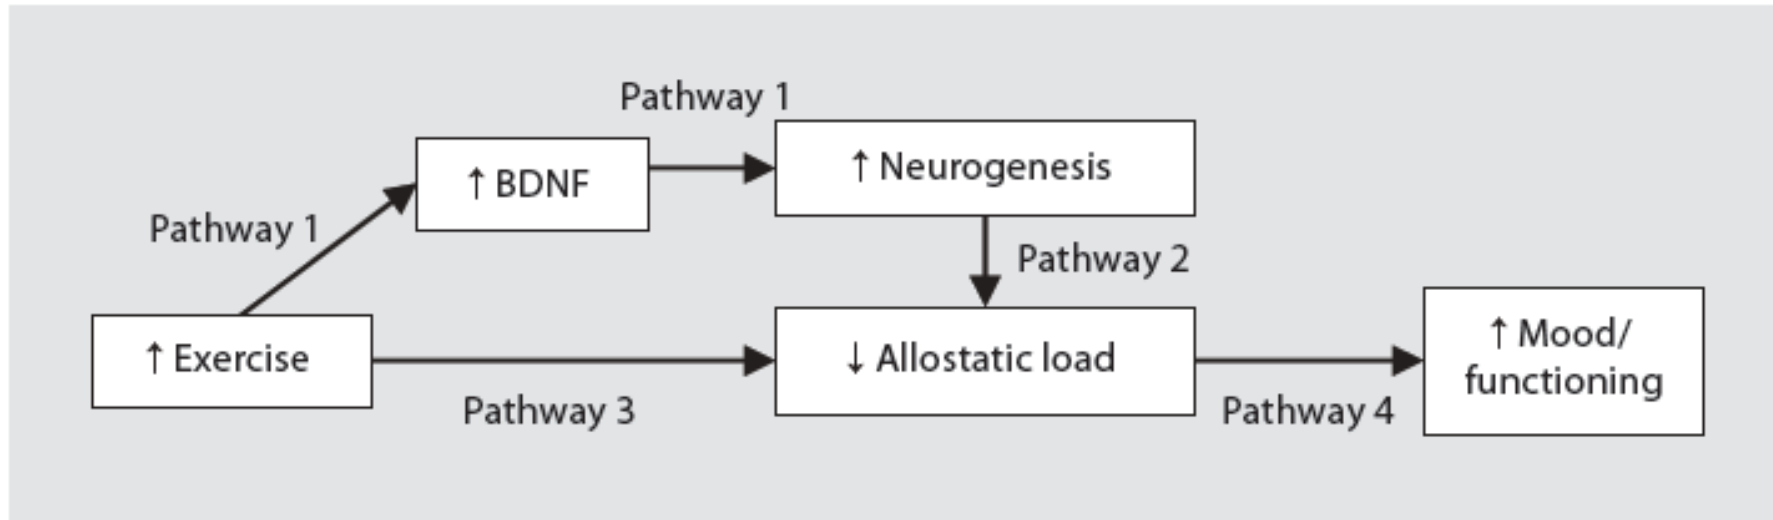 Pathway 1
↑ BDNF
↑ Neurogenesis
Pathway 1
Pathway 2
↑ Exercise
↓ Allostatic load
↑ Mood/
functioning
Pathway 3
Pathway 4